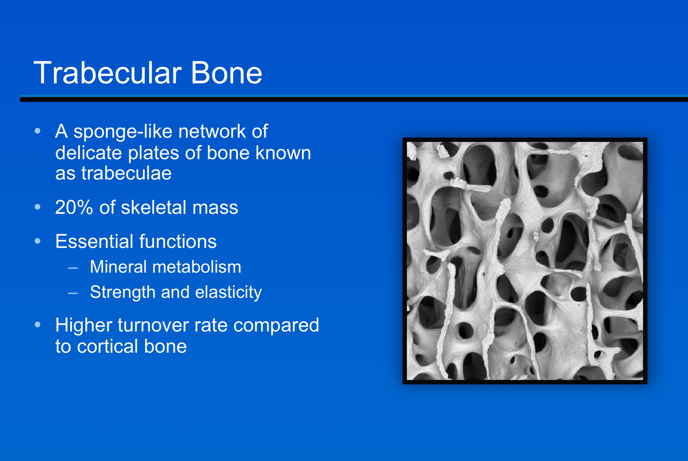 Trabecular Bone
• A sponge-like network of
delicate plates of bone known
as trabeculae
• 20% of skeletal mass
• Essential functions
– Mineral metabolism
– Strength and elasticity
• Higher turnover rate compared
to cortical bone